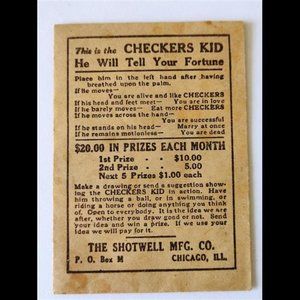 This is the CHECKERS KID
He Will Tell Your Fortune
Place him in the left hand after having
breathed upon the palm.
If he moves—
You are alive and like CHECKERS
If his head and feet meet— You are in love
If he barely moves— Eat more CHECKERS
If he moves across the hand—
You are successful
If he stands on his head— Marry at once
If he remains motionless— You are dead
$20.00 IN PRIZES EACH MONTH
1st Prize - - $10.00
2nd Prize - - 5.00
Next 5 Prizes $1.00 each
Make a drawing or send a suggestion show-
ing the CHECKERS KID in action. Have
him throwing a ball, or in swimming, or
riding a horse or doing anything you think
of. Open to everybody. It is the idea we are
after, whether you draw good or not. Send
your idea and win a prize. If we use your
idea we will pay for it.
THE SHOTWELL MFG. CO.
P. O. Box M CHICAGO, ILL.